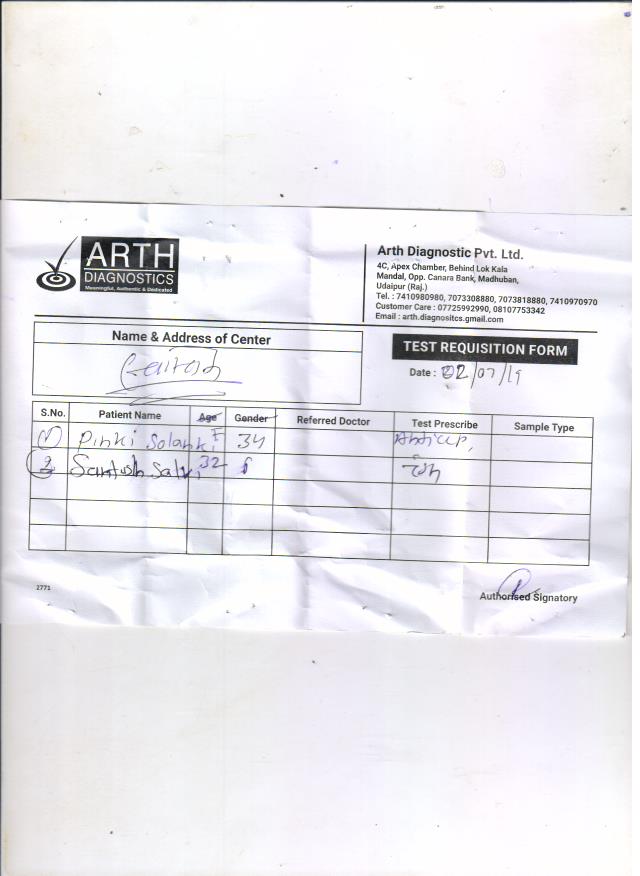 ARTH
DIAGNOSTICS
Meaningful, Authentic & Dedicated
Arth Diagnostic Pvt. Ltd.
4C, Apex Chamber, Behind Lok Kala
Mandal, Opp. Canara Bank, Madhuban,
Udaipur (Raj.)
Tel. : 7410980980, 7073308880, 7073818880, 7410970970
Customer Care : 07725992990, 08107753342
Email : arth.diagnositcs.gmail.com
Name & Address of Center
TEST REQUISITION FORM
Date : 02/07/19
S.No. Patient Name Age Gender Referred Doctor Test Prescribe Sample Type
1 Pinki Solanki 34
2 Santosh Salvi 32 f
2771
Authorised Signatory